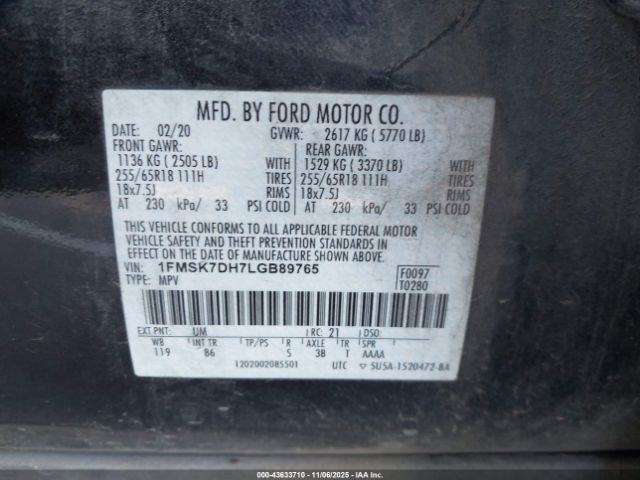 MFD. BY FORD MOTOR CO.
DATE: 02/20 GVWR: 2617 KG ( 5770 LB)
FRONT GAWR: REAR GAWR:
1136 KG ( 2505 LB) WITH 1529 KG ( 3370 LB) WITH
255/65R18 111H TIRES 255/65R18 111H TIRES
18x7.5J RIMS 18x7.5J RIMS
AT 230 kPa/ 33 PSI COLD AT 230 kPa/ 33 PSI COLD
THIS VEHICLE CONFORMS TO ALL APPLICABLE FEDERAL MOTOR
VEHICLE SAFETY AND THEFT PREVENTION STANDARDS IN
EFFECT ON THE DATE OF MANUFACTURE SHOWN ABOVE.
VIN: 1FMSK7DH7LGB89765 F0097
TYPE: MPV T0280
EXT PNT: UM RC: 21 DSO:
WB INT TR TP/PS R AXLE TR SPR
119 86 5 3B T AAAA
1202002085501 UTC SU5A-1520472-BA
000-43633710 - 11/06/2025 - IAA, Inc.